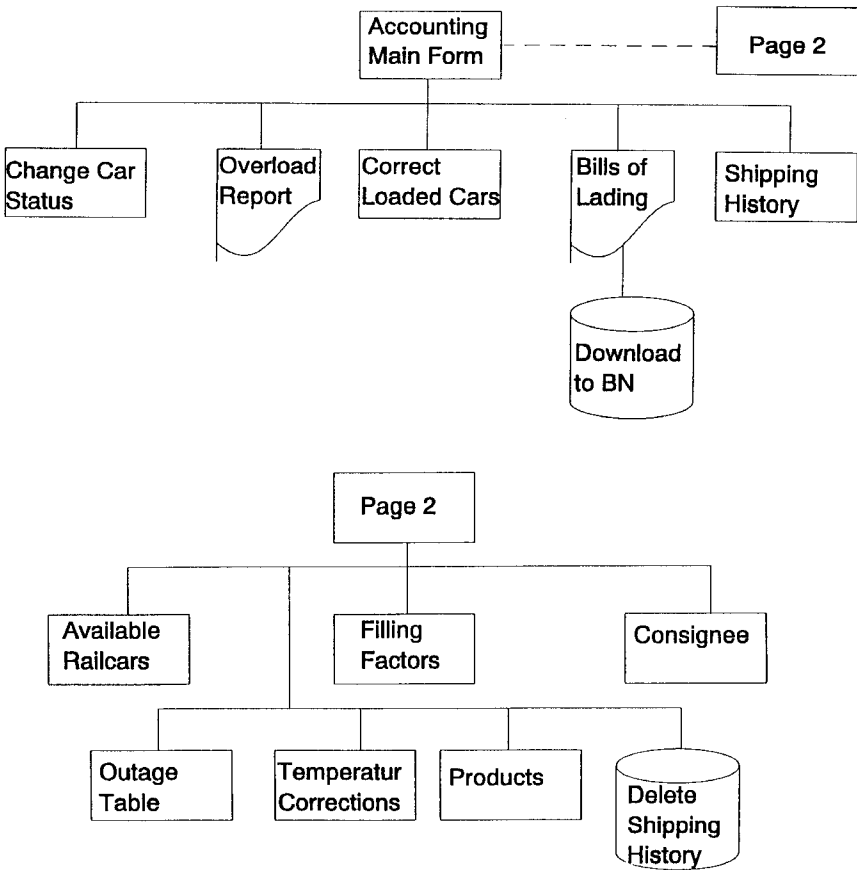 Accounting
Main Form
Page 2
Change Car
Status
Overload
Report
Correct
Loaded Cars
Bills of
Lading
Shipping
History
Download
to BN
Page 2
Available
Railcars
Filling
Factors
Consignee
Outage
Table
Temperatur
Corrections
Products
Delete
Shipping
History